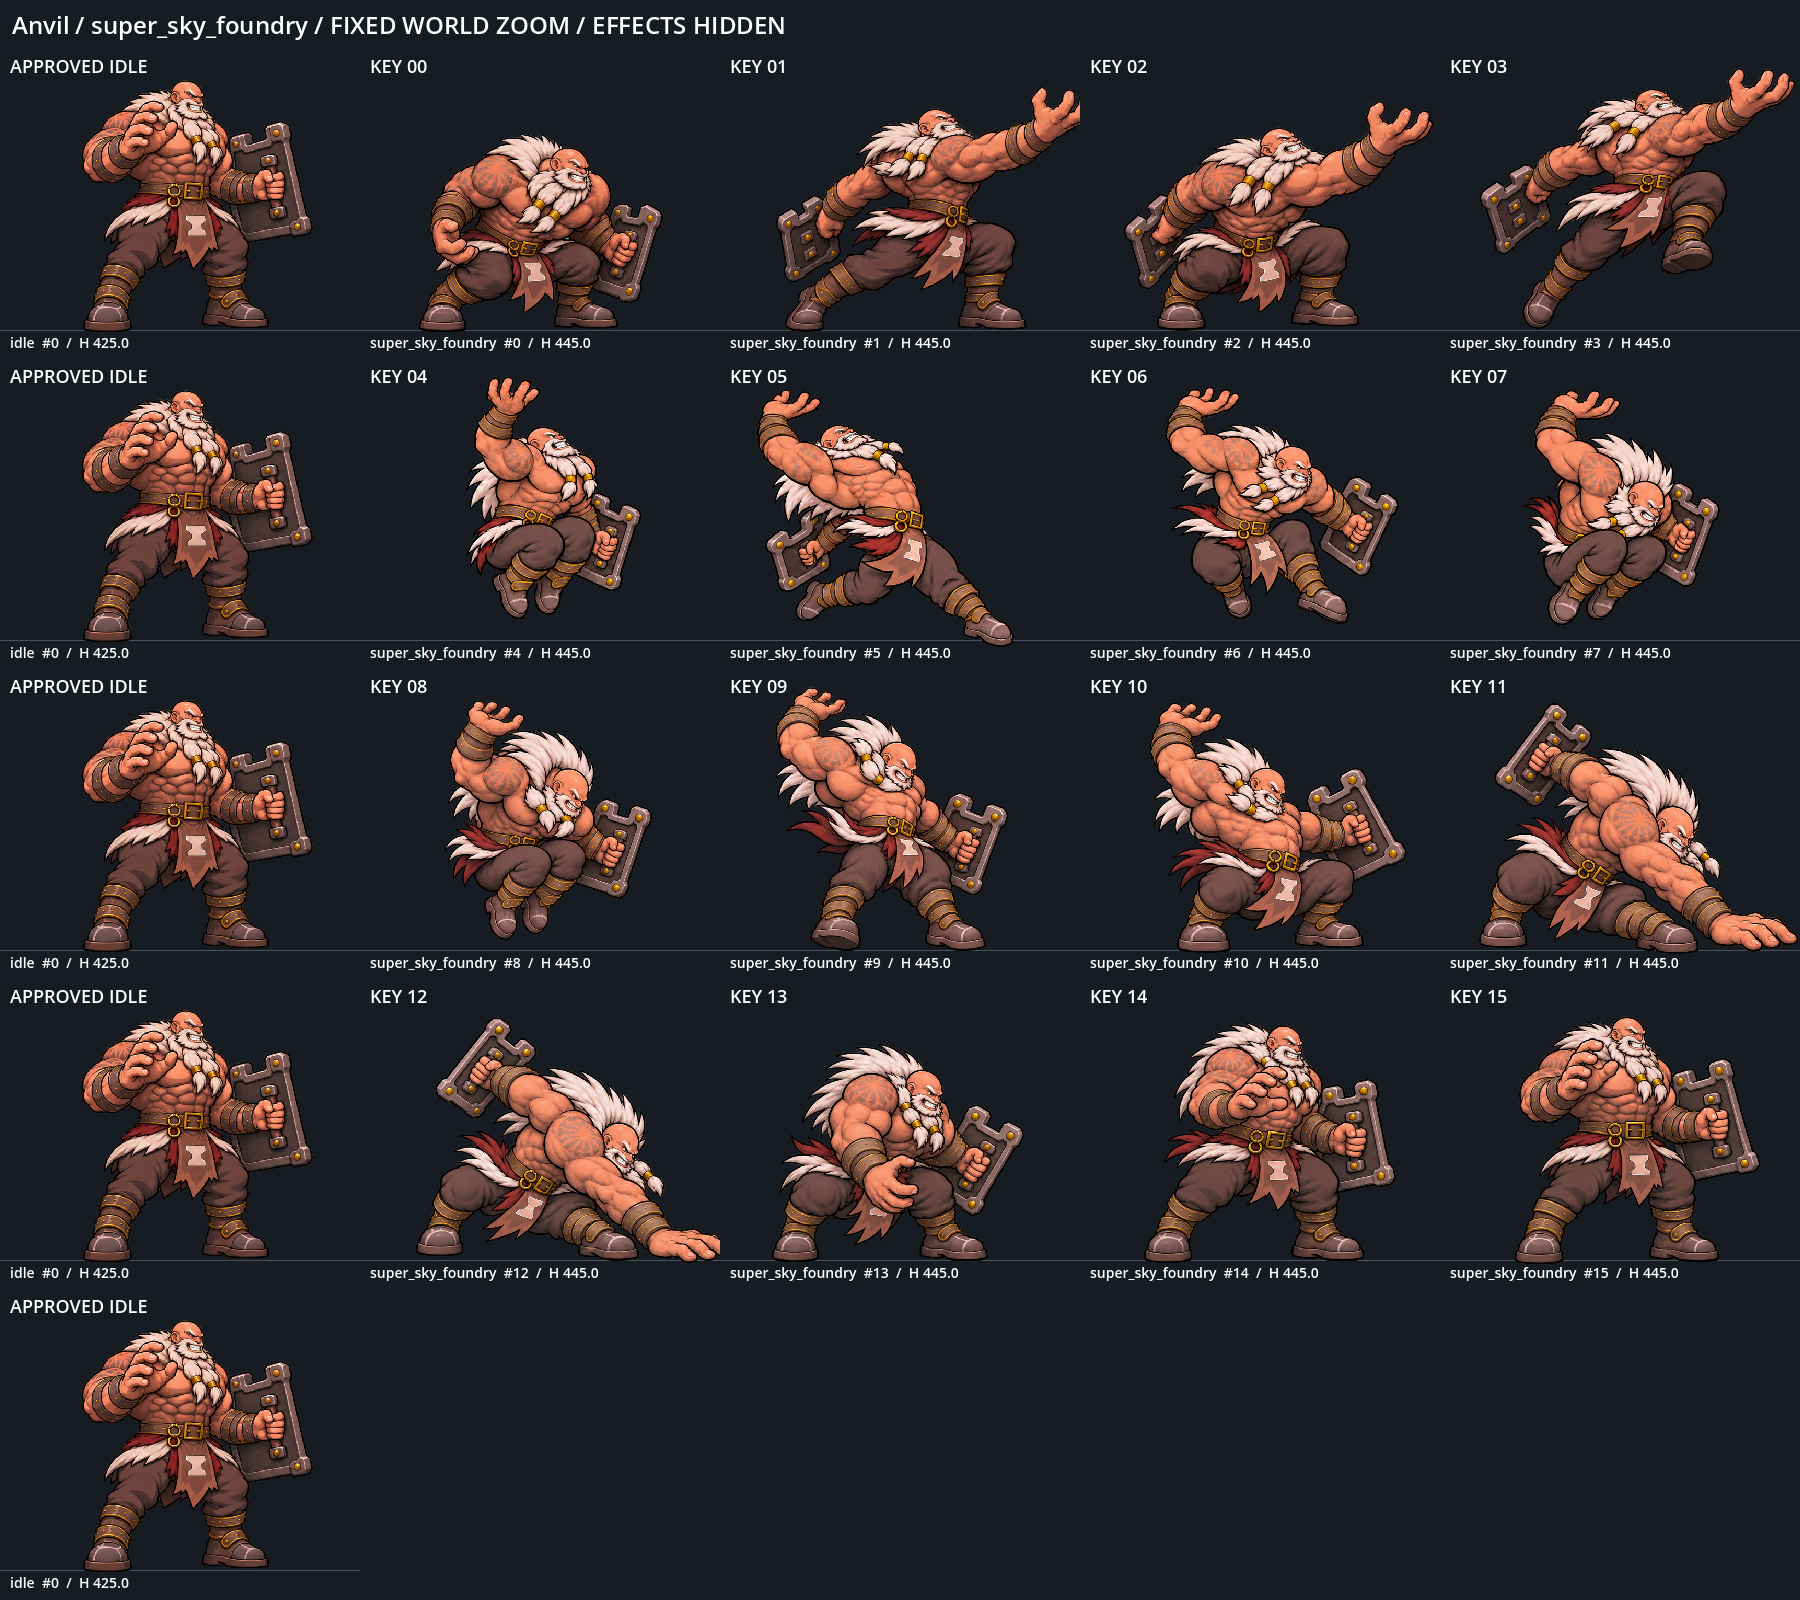 Anvil / super_sky_foundry / FIXED WORLD ZOOM / EFFECTS HIDDEN
APPROVED IDLE
KEY 00
KEY 01
KEY 02
KEY 03
idle #0 / H 425.0
super_sky_foundry #0 / H 445.0
super_sky_foundry #1 / H 445.0
super_sky_foundry #2 / H 445.0
super_sky_foundry #3 / H 445.0
APPROVED IDLE
KEY 04
KEY 05
KEY 06
KEY 07
idle #0 / H 425.0
super_sky_foundry #4 / H 445.0
super_sky_foundry #5 / H 445.0
super_sky_foundry #6 / H 445.0
super_sky_foundry #7 / H 445.0
APPROVED IDLE
KEY 08
KEY 09
KEY 10
KEY 11
idle #0 / H 425.0
super_sky_foundry #8 / H 445.0
super_sky_foundry #9 / H 445.0
super_sky_foundry #10 / H 445.0
super_sky_foundry #11 / H 445.0
APPROVED IDLE
KEY 12
KEY 13
KEY 14
KEY 15
idle #0 / H 425.0
super_sky_foundry #12 / H 445.0
super_sky_foundry #13 / H 445.0
super_sky_foundry #14 / H 445.0
super_sky_foundry #15 / H 445.0
APPROVED IDLE
idle #0 / H 425.0